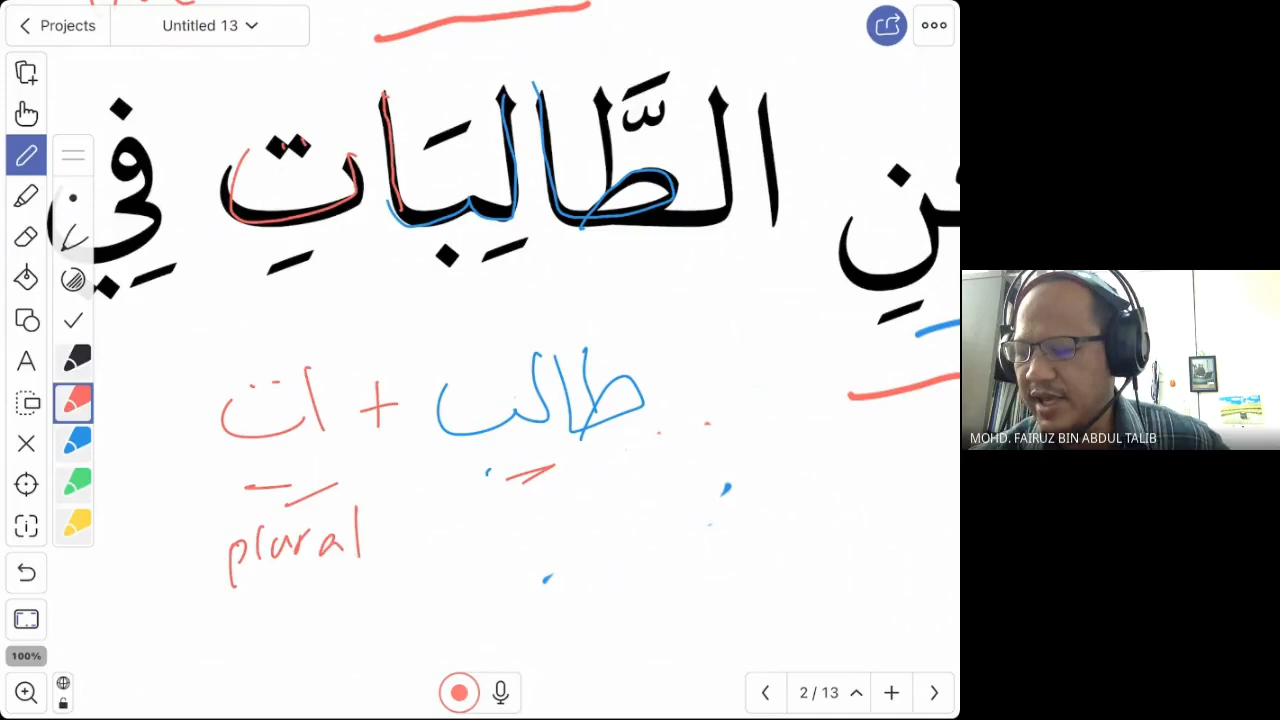 Projects
Untitled 13
الطَّالِبَاتِ فِي
طالب + ات
plural
MOHD. FAIRUZ BIN ABDUL TALIB
100%
2 / 13